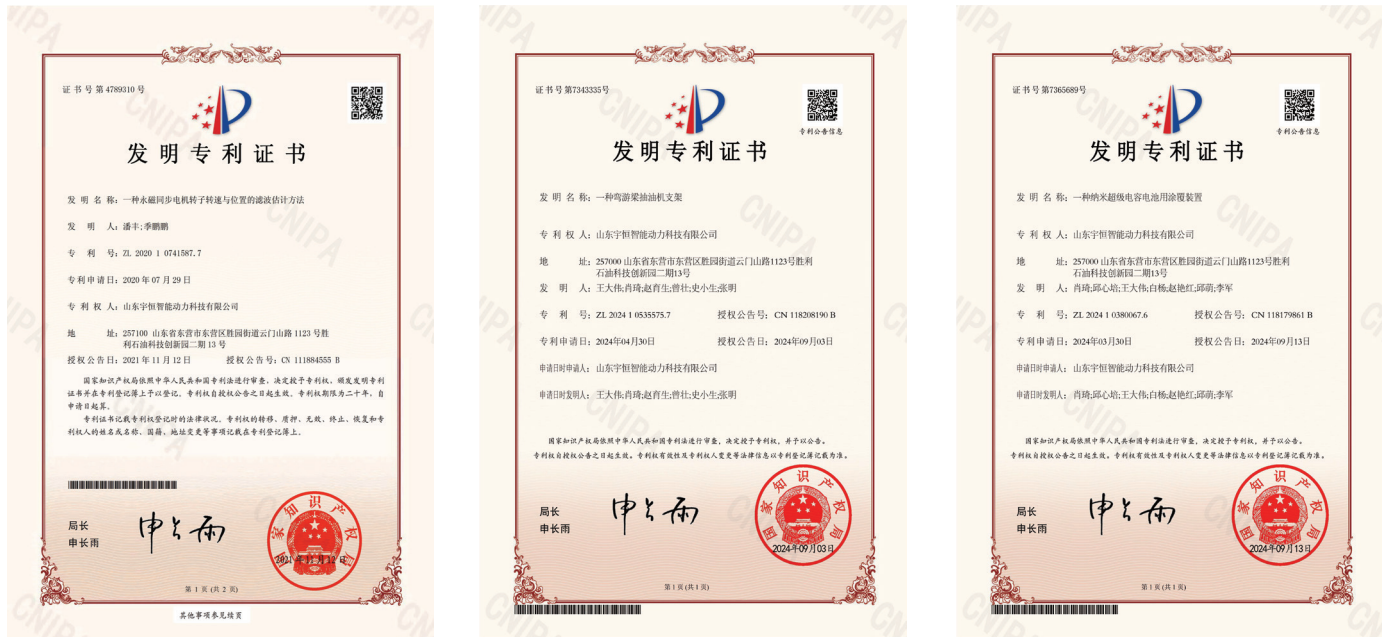 证书号第4789310号
发明专利证书
发明名称：一种永磁同步电机转子转速与位置的滤波估计方法
发明人：潘丰;季鹏鹏
专利号：ZL 2020 1 0741587.7
专利申请日：2020年07月29日
专利权人：山东宇恒智能动力科技有限公司
地址：257100 山东省东营市东营区胜园街道云门山路1123号胜
利石油科技创新园二期13号
授权公告日：2021年11月12日 授权公告号：CN 111884555 B
国家知识产权局依照中华人民共和国专利法进行审查，决定授予专利权，颁发发明专利
证书并在专利登记簿上予以登记。专利权自授权公告之日起生效。专利权期限为二十年，自
申请日起算。
专利证书记载专利权登记时的法律状况。专利权的转移、质押、无效、终止、恢复和专
利权人的姓名或名称、国籍、地址变更等事项记载在专利登记簿上。
局长
申长雨
申长雨
国家知识产权局
2021年11月12日
第 1 页 (共 2 页)
其他事项参见续页
证书号第7343335号
专利公告信息
发明专利证书
发明名称：一种弯游梁抽油机支架
专利权人：山东宇恒智能动力科技有限公司
地址：257000 山东省东营市东营区胜园街道云门山路1123号胜利
石油科技创新园二期13号
发明人：王大伟;肖琦;赵育生;曾壮;史小生;张明
专利号：ZL 2024 1 0535575.7 授权公告号：CN 118208190 B
专利申请日：2024年04月30日 授权公告日：2024年09月03日
申请日时申请人：山东宇恒智能动力科技有限公司
申请日时发明人：王大伟;肖琦;赵育生;曾壮;史小生;张明
国家知识产权局依照中华人民共和国专利法进行审查，决定授予专利权，并予以公告。
专利权自授权公告之日起生效。专利权有效性及专利权人变更等法律信息以专利登记簿记载为准。
局长
申长雨
申长雨
国家知识产权局
2024年09月03日
第 1 页(共 1 页)
证书号第7365689号
专利公告信息
发明专利证书
发明名称：一种纳米超级电容电池用涂覆装置
专利权人：山东宇恒智能动力科技有限公司
地址：257000 山东省东营市东营区胜园街道云门山路1123号胜利
石油科技创新园二期13号
发明人：肖琦;邱心培;王大伟;白杨;赵艳红;邱萌;李军
专利号：ZL 2024 1 0380067.6 授权公告号：CN 118179861 B
专利申请日：2024年03月30日 授权公告日：2024年09月13日
申请日时申请人：山东宇恒智能动力科技有限公司
申请日时发明人：肖琦;邱心培;王大伟;白杨;赵艳红;邱萌;李军
国家知识产权局依照中华人民共和国专利法进行审查，决定授予专利权，并予以公告。
专利权自授权公告之日起生效。专利权有效性及专利权人变更等法律信息以专利登记簿记载为准。
局长
申长雨
申长雨
国家知识产权局
2024年09月13日
第 1 页(共 1 页)
CNIPA